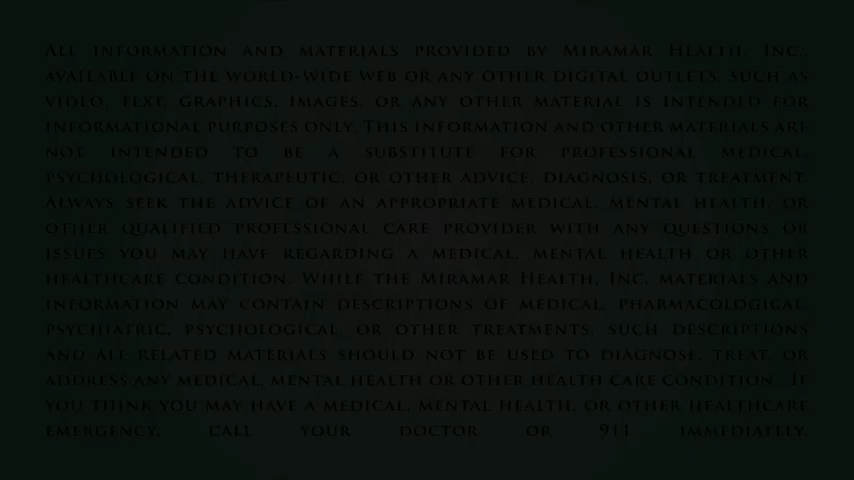 All information and materials provided by Miramar Health, Inc.,
available on the world-wide web or any other digital outlets, such as
video, text, graphics, images, or any other material is intended for
informational purposes only. This information and other materials are
not intended to be a substitute for professional medical,
psychological, therapeutic, or other advice, diagnosis, or treatment.
Always seek the advice of an appropriate medical, mental health, or
other qualified professional care provider with any questions or
issues you may have regarding a medical, mental health or other
healthcare condition. While the Miramar Health, Inc. materials and
information may contain descriptions of medical, pharmacological,
psychiatric, psychological, or other treatments, such descriptions
and all related materials should not be used to diagnose, treat, or
address any medical, mental health or other health care condition. If
you think you may have a medical, mental health, or other healthcare
emergency, call your doctor or 911 immediately.